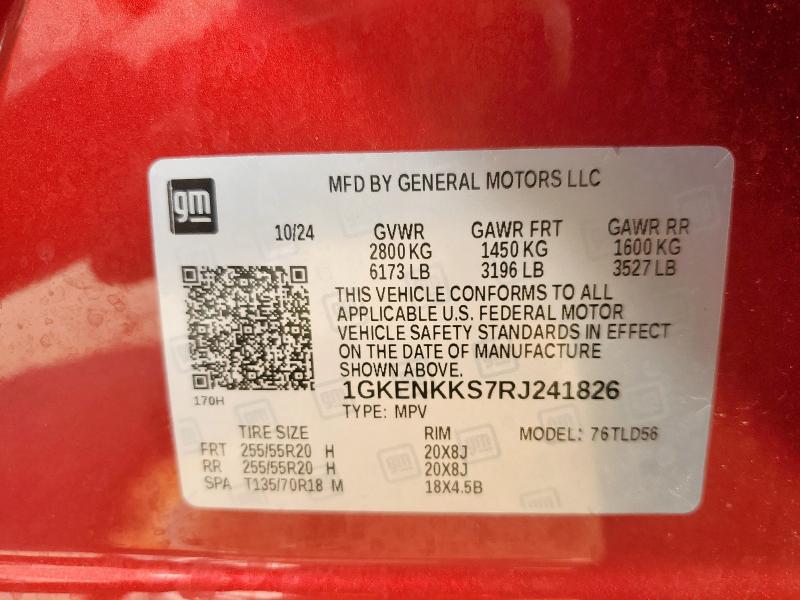 gm
MFD BY GENERAL MOTORS LLC
10/24 GVWR GAWR FRT GAWR RR
2800 KG 1450 KG 1600 KG
6173 LB 3196 LB 3527 LB
THIS VEHICLE CONFORMS TO ALL
APPLICABLE U.S. FEDERAL MOTOR
VEHICLE SAFETY STANDARDS IN EFFECT
ON THE DATE OF MANUFACTURE
SHOWN ABOVE.
170H
1GKENKKS7RJ241826
TYPE: MPV
TIRE SIZE RIM MODEL: 76TLD56
FRT 255/55R20 H 20X8J
RR 255/55R20 H 20X8J
SPA T135/70R18 M 18X4.5B